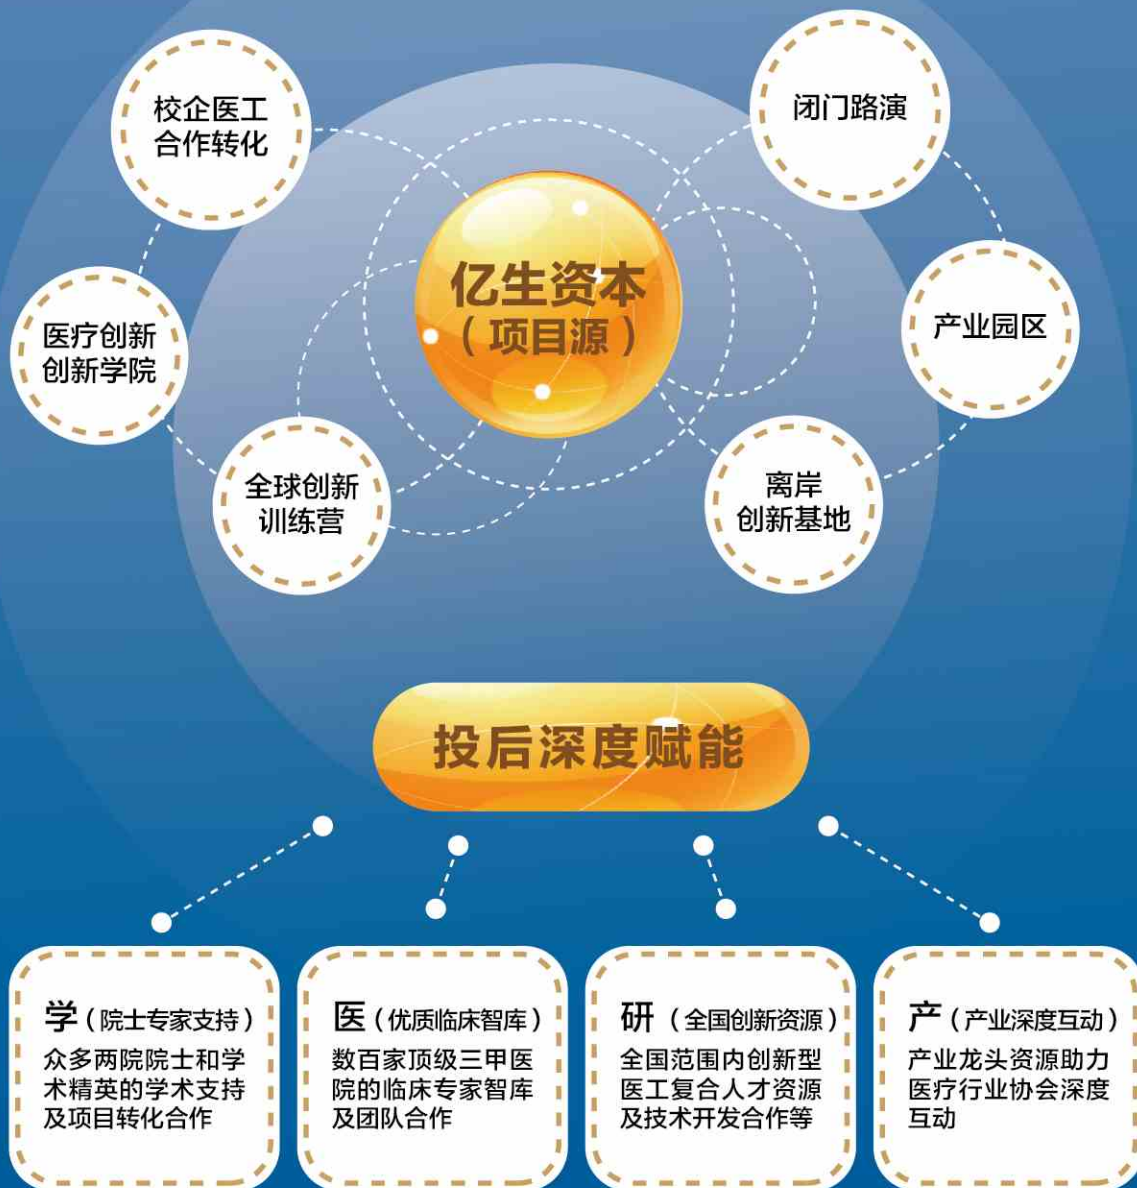 校企医工
合作转化
闭门路演
亿生资本
（项目源）
医疗创新
创新学院
产业园区
全球创新
训练营
离岸
创新基地
投后深度赋能
学（院士专家支持）
众多两院院士和学
术精英的学术支持
及项目转化合作
医（优质临床智库）
数百家顶级三甲医
院的临床专家智库
及团队合作
研（全国创新资源）
全国范围内创新型
医工复合人才资源
及技术开发合作等
产（产业深度互动）
产业龙头资源助力
医疗行业协会深度
互动